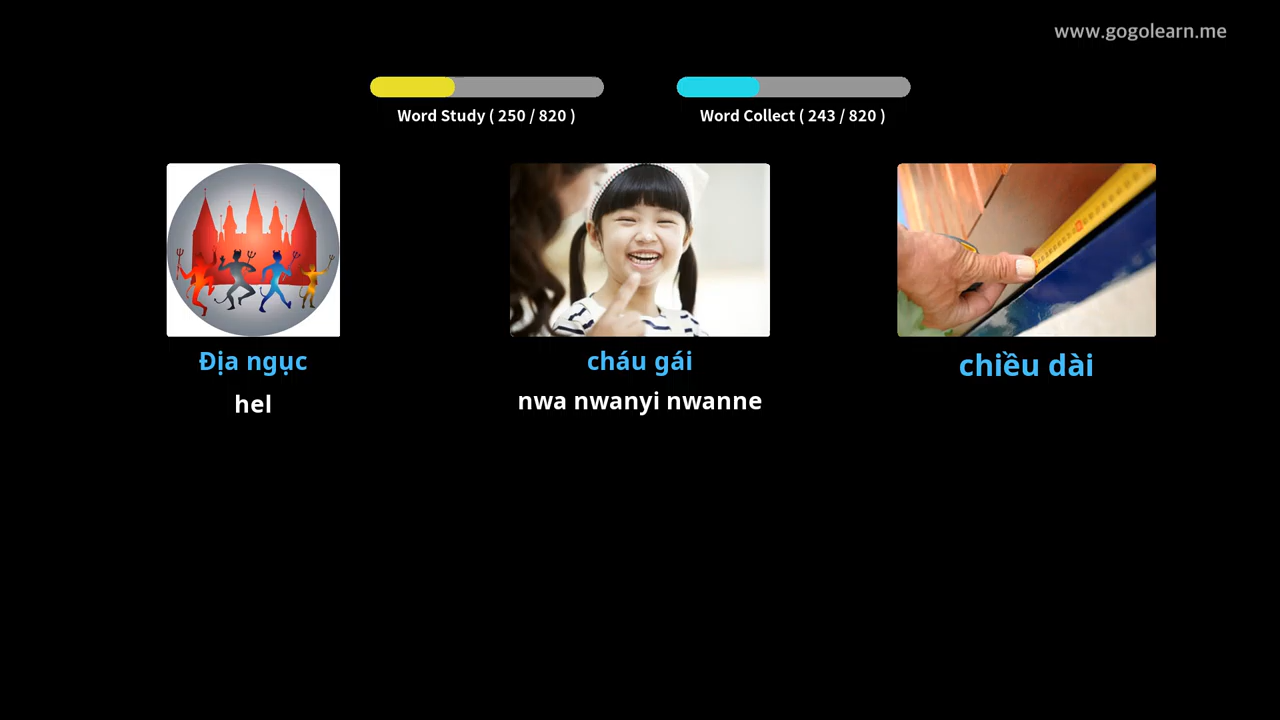 www.gogolearn.me
Word Study ( 250 / 820 )
Word Collect ( 243 / 820 )
Địa ngục
hel
cháu gái
nwa nwanyi nwanne
chiều dài